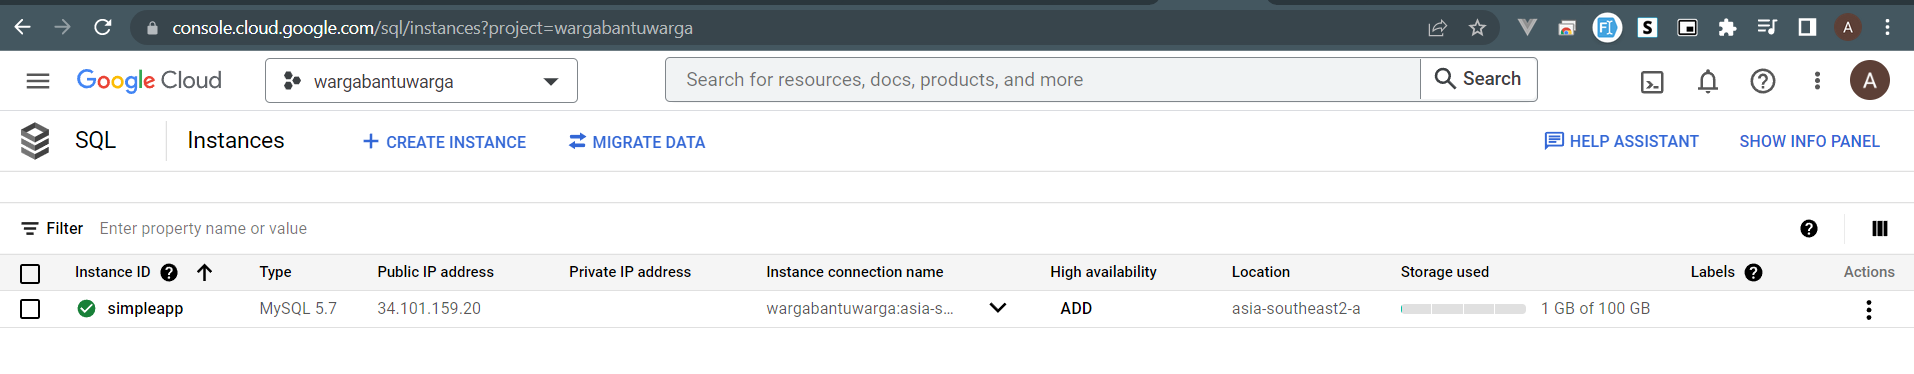 console.cloud.google.com/sql/instances?project=wargabantuwarga
S
A
Google Cloud
wargabantuwarga
Search for resources, docs, products, and more
Search
A
SQL
Instances
CREATE INSTANCE
MIGRATE DATA
HELP ASSISTANT
SHOW INFO PANEL
Filter Enter property name or value
Instance ID Type Public IP address Private IP address Instance connection name High availability Location Storage used Labels Actions
simpleapp MySQL 5.7 34.101.159.20 wargabantuwarga:asia-s... ADD asia-southeast2-a 1 GB of 100 GB